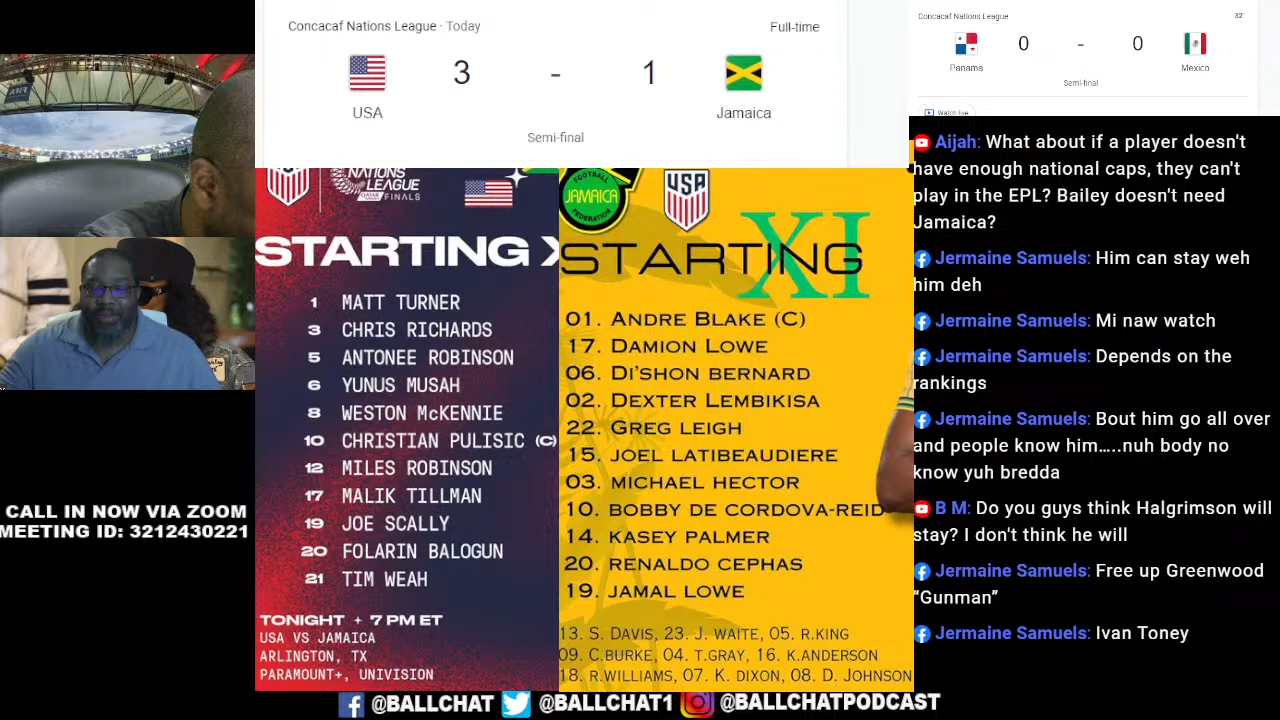 Concacaf Nations League · Today
Full-time
3 - 1
USA
Jamaica
Semi-final
Concacaf Nations League
32'
0 - 0
Panama
Mexico
Semi-final
Watch live
NATIONS
LEAGUE
FINALS
STARTING X
1 MATT TURNER
3 CHRIS RICHARDS
5 ANTONEE ROBINSON
6 YUNUS MUSAH
8 WESTON McKENNIE
10 CHRISTIAN PULISIC (C)
12 MILES ROBINSON
17 MALIK TILLMAN
19 JOE SCALLY
20 FOLARIN BALOGUN
21 TIM WEAH
TONIGHT + 7 PM ET
USA VS JAMAICA
ARLINGTON, TX
PARAMOUNT+, UNIVISION
FOOTBALL
JAMAICA
FEDERATION
USA
STARTING XI
01. ANDRE BLAKE (C)
17. DAMION LOWE
06. DI'SHON BERNARD
02. DEXTER LEMBIKISA
22. GREG LEIGH
15. JOEL LATIBEAUDIERE
03. MICHAEL HECTOR
10. BOBBY DE CORDOVA-REID
14. KASEY PALMER
20. RENALDO CEPHAS
19. JAMAL LOWE
13. S. DAVIS, 23. J. WAITE, 05. R.KING
09. C.BURKE, 04. T.GRAY, 16. K.ANDERSON
18. R.WILLIAMS, 07. K. DIXON, 08. D. JOHNSON
Aijah: What about if a player doesn't
have enough national caps, they can't
play in the EPL? Bailey doesn't need
Jamaica?
Jermaine Samuels: Him can stay weh
him deh
Jermaine Samuels: Mi naw watch
Jermaine Samuels: Depends on the
rankings
Jermaine Samuels: Bout him go all over
and people know him.....nuh body no
know yuh bredda
B M: Do you guys think Halgrimson will
stay? I don't think he will
Jermaine Samuels: Free up Greenwood
“Gunman”
Jermaine Samuels: Ivan Toney
CALL IN NOW VIA ZOOM
MEETING ID: 3212430221
@BALLCHAT @BALLCHAT1 @BALLCHATPODCAST